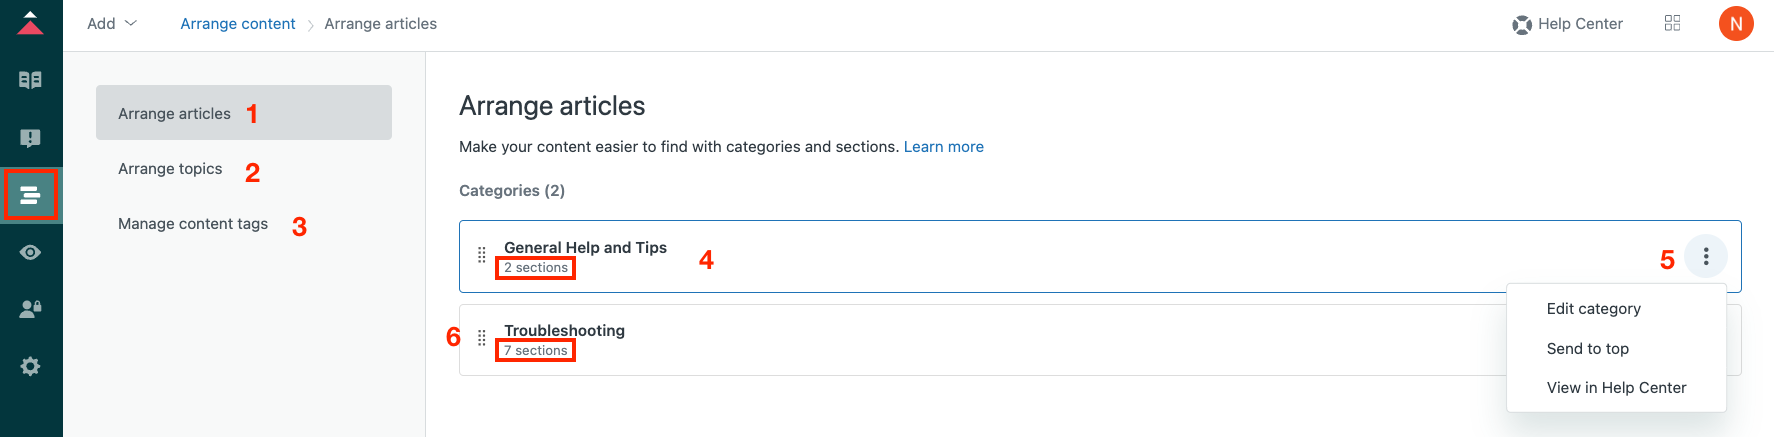 Add Arrange content Arrange articles Help Center N
Arrange articles 1
Arrange topics 2
Manage content tags 3
Arrange articles
Make your content easier to find with categories and sections. Learn more
Categories (2)
General Help and Tips
2 sections
4
5
Edit category
Send to top
View in Help Center
6
Troubleshooting
7 sections